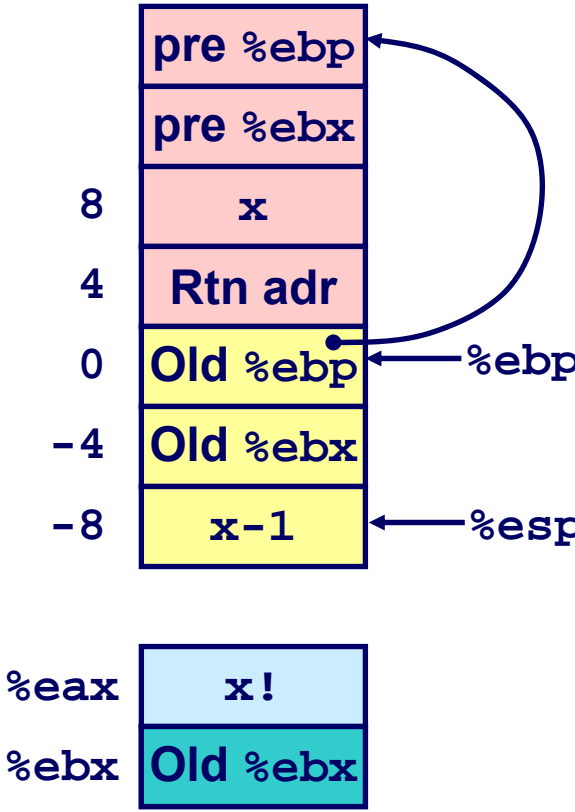 pre %ebp
pre %ebx
8 x
4 Rtn adr
0 Old %ebp %ebp
-4 Old %ebx
-8 x-1 %esp
%eax x!
%ebx Old %ebx